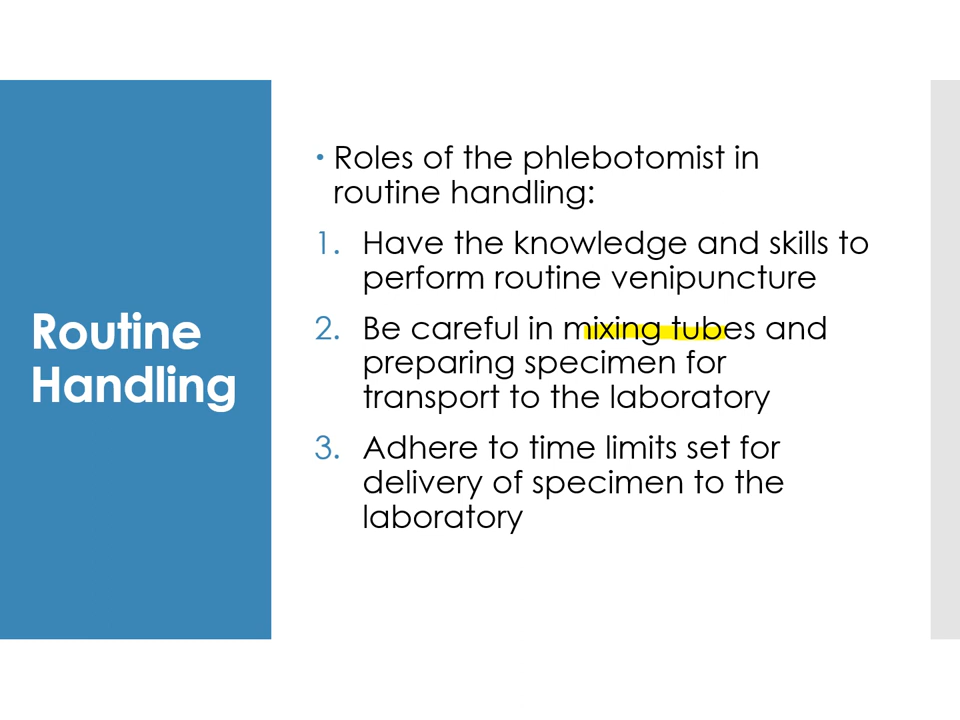 Routine
Handling
• Roles of the phlebotomist in
routine handling:
1. Have the knowledge and skills to
perform routine venipuncture
2. Be careful in mixing tubes and
preparing specimen for
transport to the laboratory
3. Adhere to time limits set for
delivery of specimen to the
laboratory